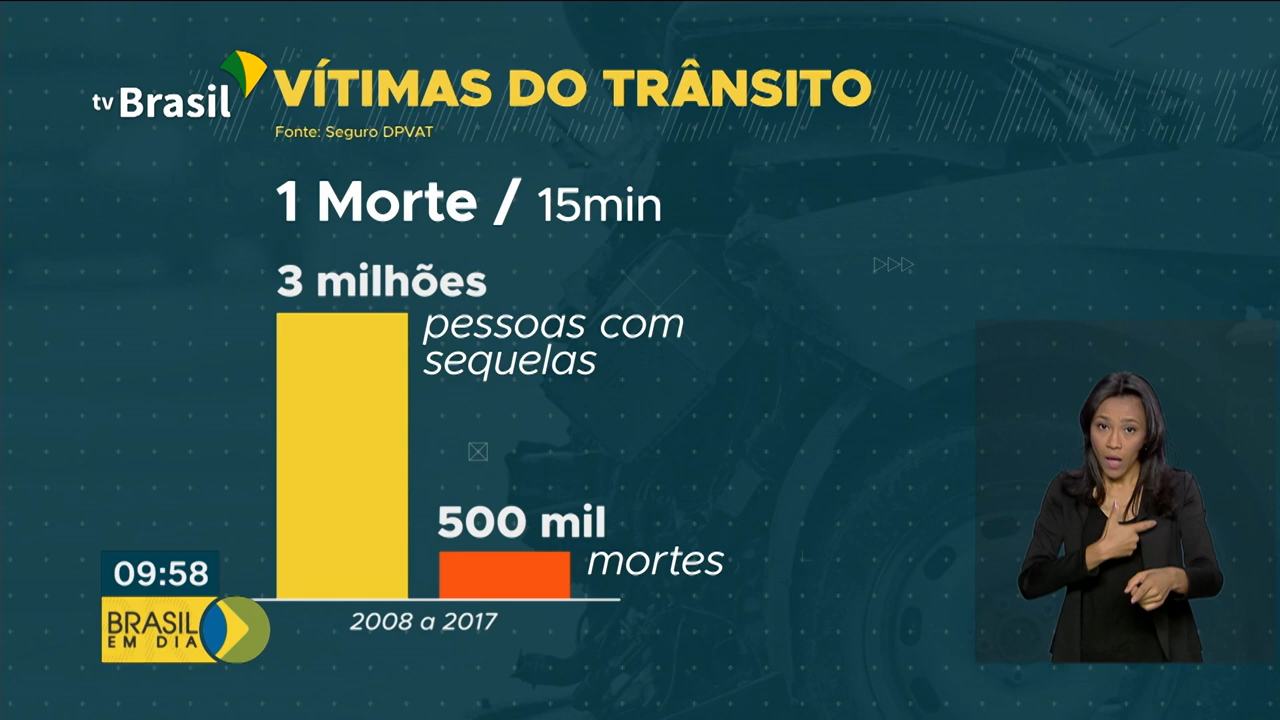 tv Brasil
VÍTIMAS DO TRÂNSITO
Fonte: Seguro DPVAT
1 Morte / 15min
3 milhões
pessoas com
sequelas
500 mil
mortes
2008 a 2017
09:58
BRASIL
EM DIA